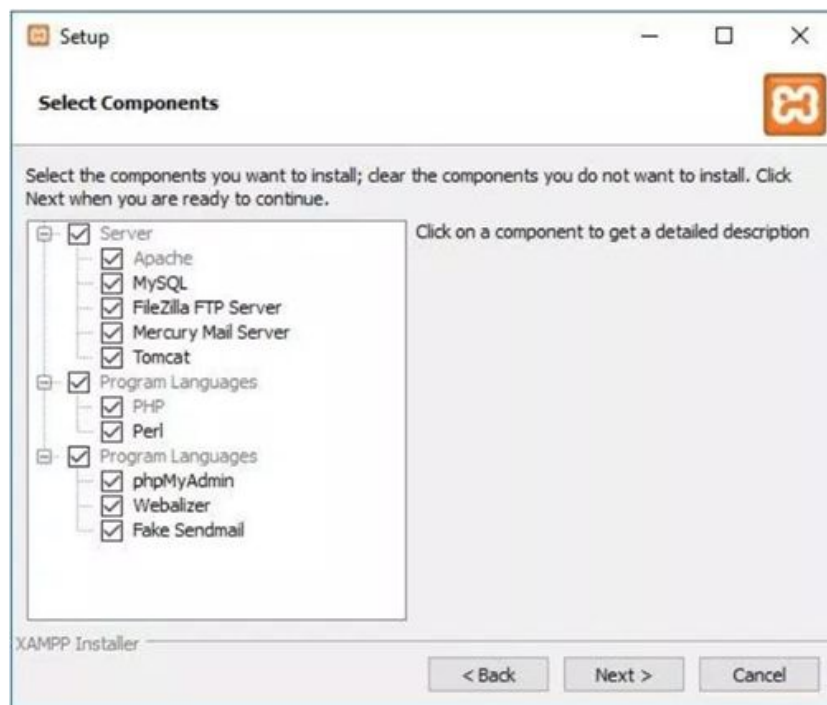 Setup
Select Components
Select the components you want to install; clear the components you do not want to install. Click
Next when you are ready to continue.
Server
Apache
MySQL
FileZilla FTP Server
Mercury Mail Server
Tomcat
Program Languages
PHP
Perl
Program Languages
phpMyAdmin
Webalizer
Fake Sendmail
Click on a component to get a detailed description
XAMPP Installer
< Back
Next >
Cancel